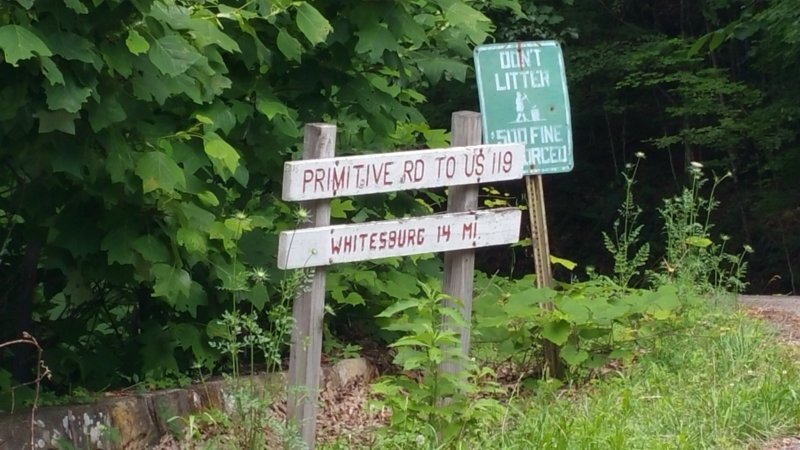 PRIMITIVE RD TO US 119
WHITESBURG 14 MI.
DON'T
LITTER
$500 FINE